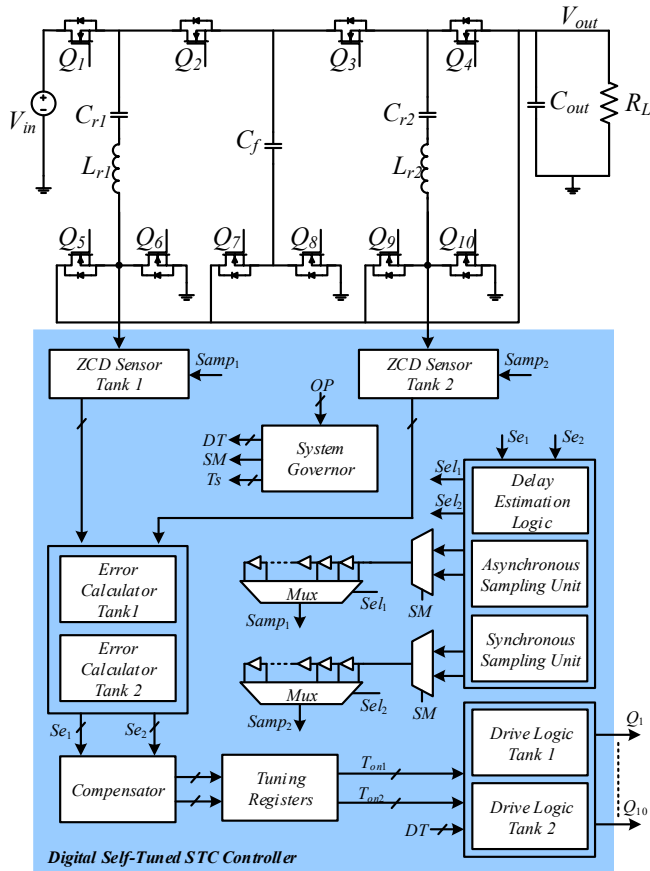 Q1
Q2
Q3
Q4
Vout
Vin
Cr1
Lr1
Cf
Cr2
Lr2
Cout
RL
Q5
Q6
Q7
Q8
Q9
Q10
ZCD Sensor
Tank 1
Samp1
ZCD Sensor
Tank 2
Samp2
OP
DT
SM
Ts
System
Governor
Se1
Se2
Sel1
Sel2
Delay
Estimation
Logic
Asynchronous
Sampling Unit
Synchronous
Sampling Unit
Error
Calculator
Tank1
Error
Calculator
Tank 2
Mux
Sel1
SM
Samp1
Mux
Sel2
SM
Samp2
Se1
Se2
Compensator
Tuning
Registers
Ton1
Ton2
DT
Drive Logic
Tank 1
Drive Logic
Tank 2
Q1
Q10
Digital Self-Tuned STC Controller